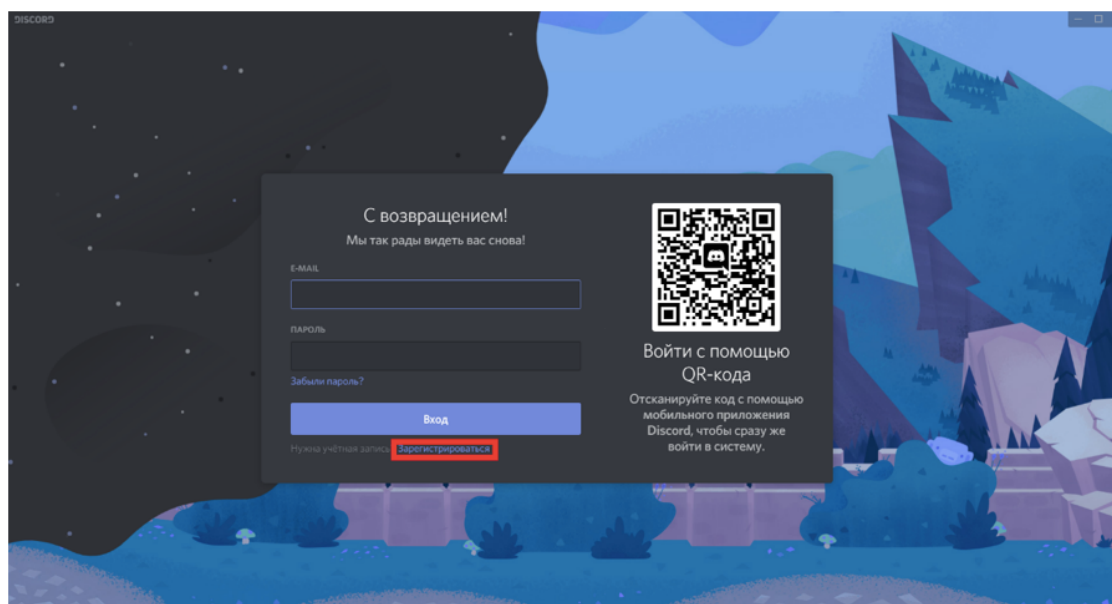 DISCORD
С возвращением!
Мы так рады видеть вас снова!
E-MAIL
ПАРОЛЬ
Забыли пароль?
Вход
Нужна учётная запись Зарегистрироваться
Войти с помощью
QR-кода
Отсканируйте код с помощью
мобильного приложения
Discord, чтобы сразу же
войти в систему.